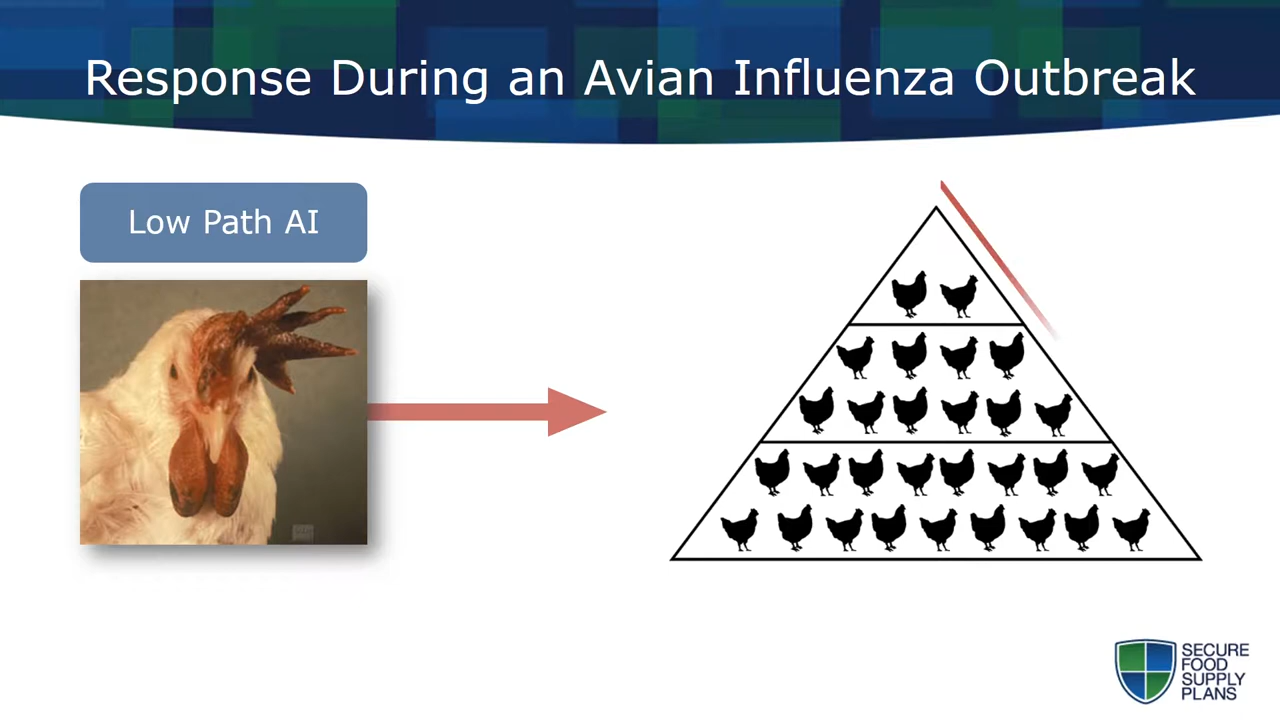 Response During an Avian Influenza Outbreak
Low Path AI
SECURE
FOOD
SUPPLY
PLANS